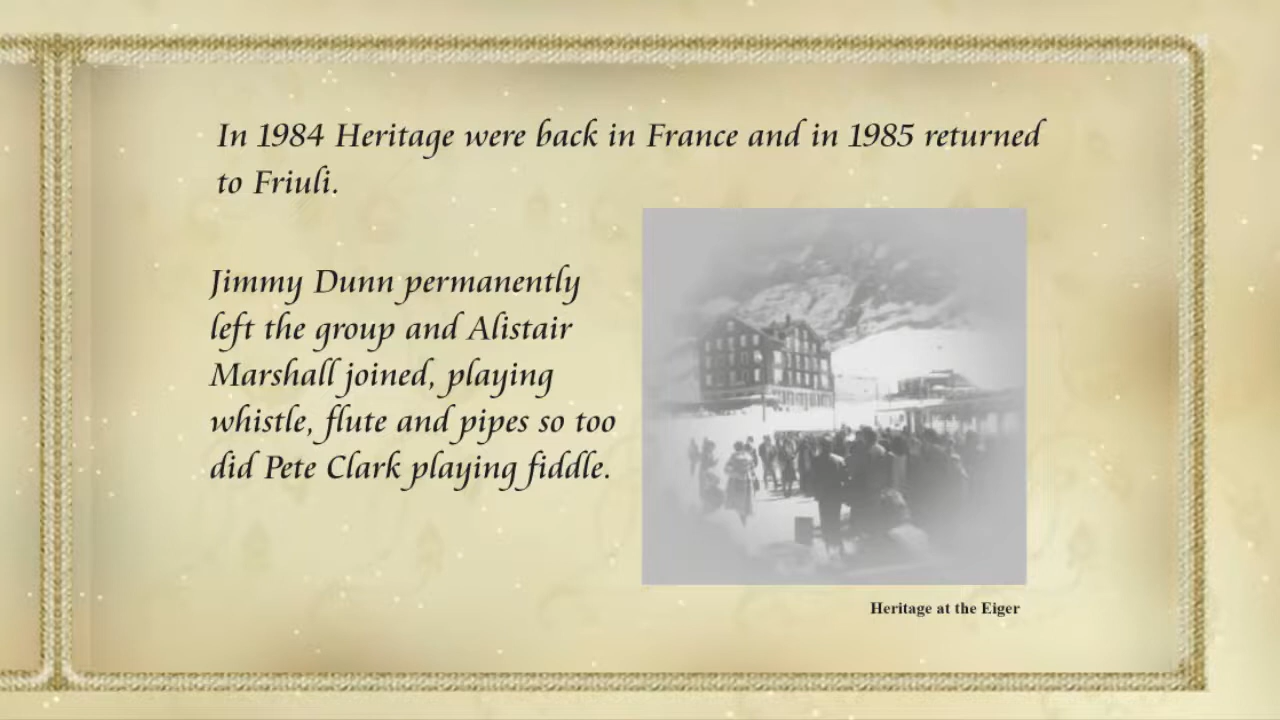 In 1984 Heritage were back in France and in 1985 returned
to Friuli.
Jimmy Dunn permanently
left the group and Alistair
Marshall joined, playing
whistle, flute and pipes so too
did Pete Clark playing fiddle.
Heritage at the Eiger